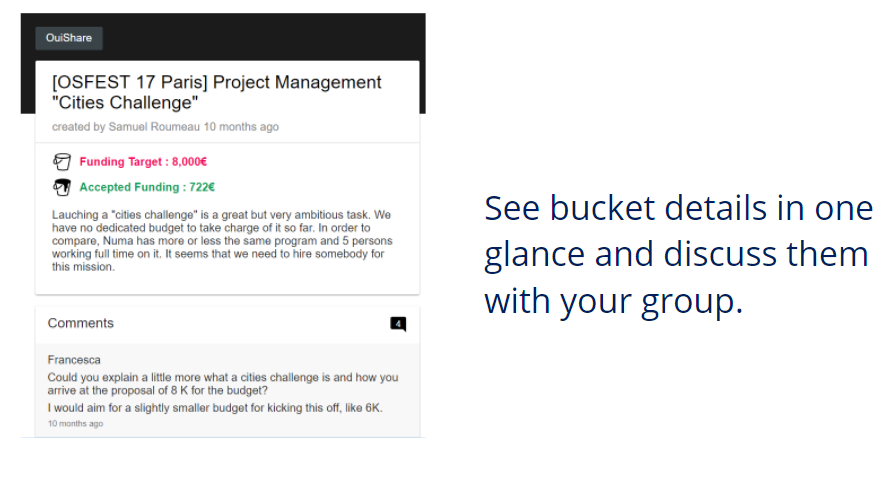 OuiShare
[OSFEST 17 Paris] Project Management
"Cities Challenge"
created by Samuel Roumeau 10 months ago
Funding Target : 8,000€
Accepted Funding : 722€
Lauching a "cities challenge" is a great but very ambitious task. We
have no dedicated budget to take charge of it so far. In order to
compare, Numa has more or less the same program and 5 persons
working full time on it. It seems that we need to hire somebody for
this mission.
Comments
4
Francesca
Could you explain a little more what a cities challenge is and how you
arrive at the proposal of 8 K for the budget?
I would aim for a slightly smaller budget for kicking this off, like 6K.
10 months ago
See bucket details in one
glance and discuss them
with your group.